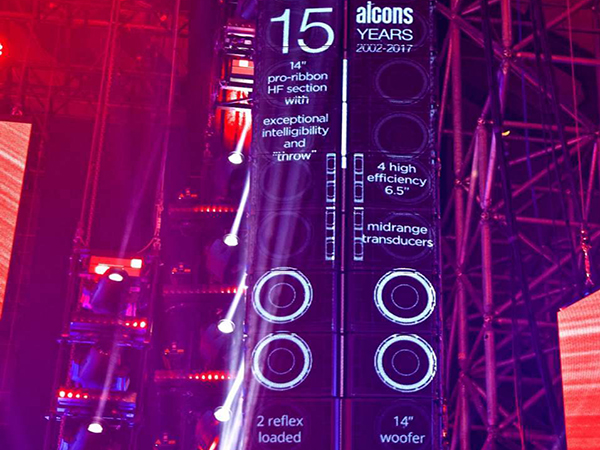 15
alcons
YEARS
2002-2017
14"
pro-ribbon
HF section
with
exceptional
intelligibility
and
"throw"
4 high
efficiency
6.5"
midrange
transducers
2 reflex
loaded
14"
woofer